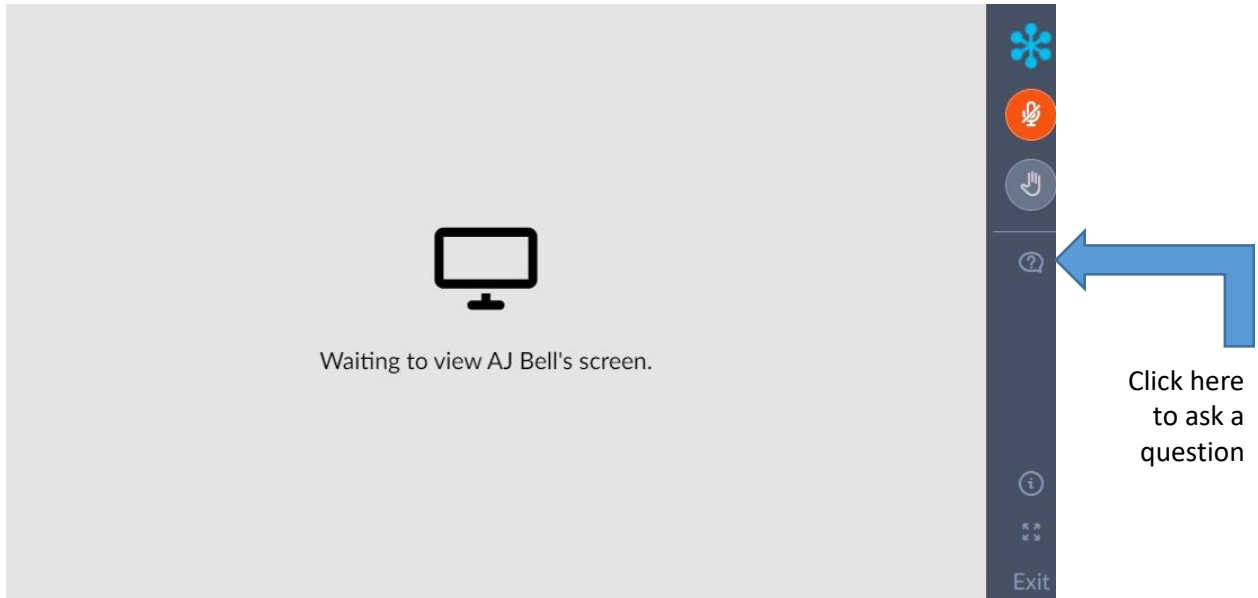 Waiting to view AJ Bell's screen.
Click here
to ask a
question
Exit